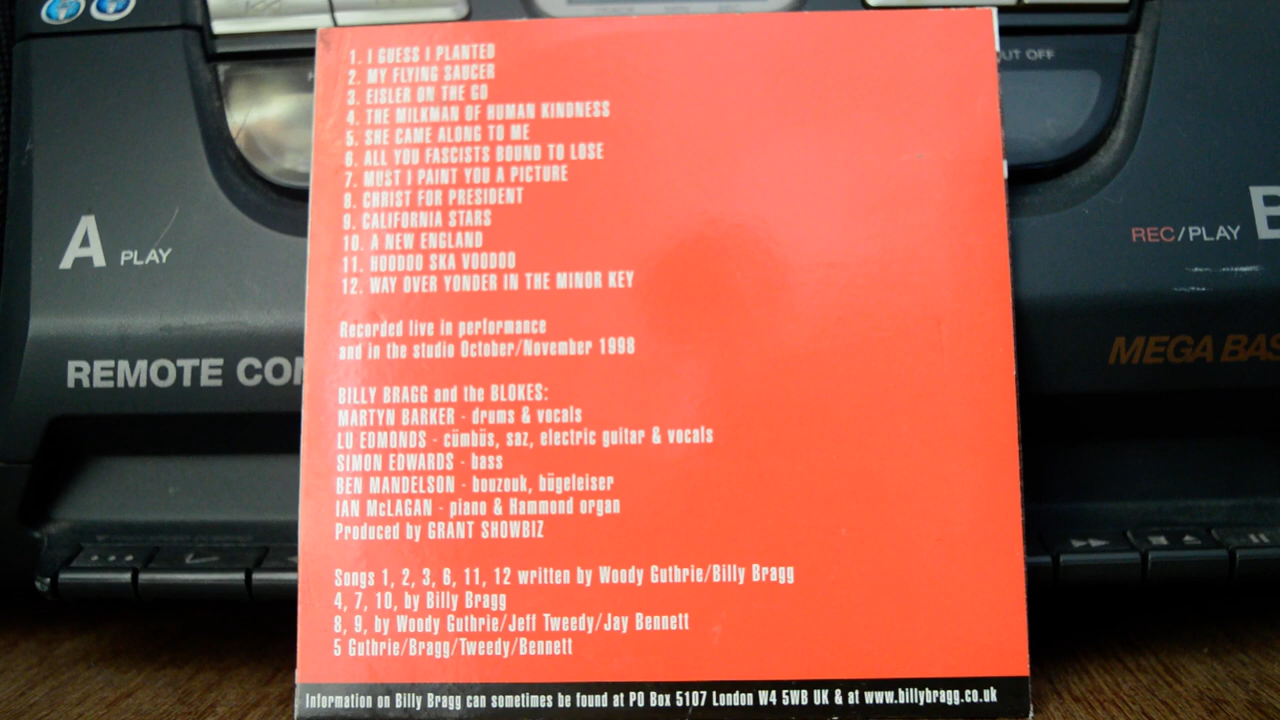 UT OFF
A PLAY
REC/PLAY B
REMOTE CON
MEGA BAS
1. I GUESS I PLANTED
2. MY FLYING SAUCER
3. EISLER ON THE GO
4. THE MILKMAN OF HUMAN KINDNESS
5. SHE CAME ALONG TO ME
6. ALL YOU FASCISTS BOUND TO LOSE
7. MUST I PAINT YOU A PICTURE
8. CHRIST FOR PRESIDENT
9. CALIFORNIA STARS
10. A NEW ENGLAND
11. HOODOO SKA VOODOO
12. WAY OVER YONDER IN THE MINOR KEY
Recorded live in performance
and in the studio October/November 1998
BILLY BRAGG and the BLOKES:
MARTYN BARKER - drums & vocals
LU EDMONDS - cümbüs, saz, electric guitar & vocals
SIMON EDWARDS - bass
BEN MANDELSON - bouzouk, bügeleiser
IAN McLAGAN - piano & Hammond organ
Produced by GRANT SHOWBIZ
Songs 1, 2, 3, 6, 11, 12 written by Woody Guthrie/Billy Bragg
4, 7, 10, by Billy Bragg
8, 9, by Woody Guthrie/Jeff Tweedy/Jay Bennett
5 Guthrie/Bragg/Tweedy/Bennett
Information on Billy Bragg can sometimes be found at PO Box 5107 London W4 5WB UK & at www.billybragg.co.uk